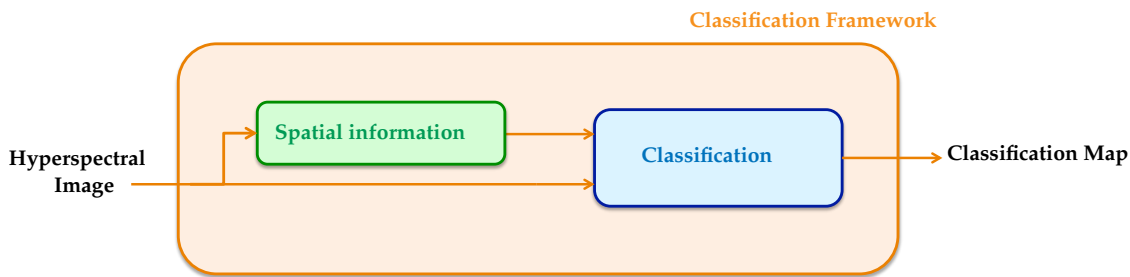 Classification Framework
Spatial information
Hyperspectral
Image
Classification
Classification Map